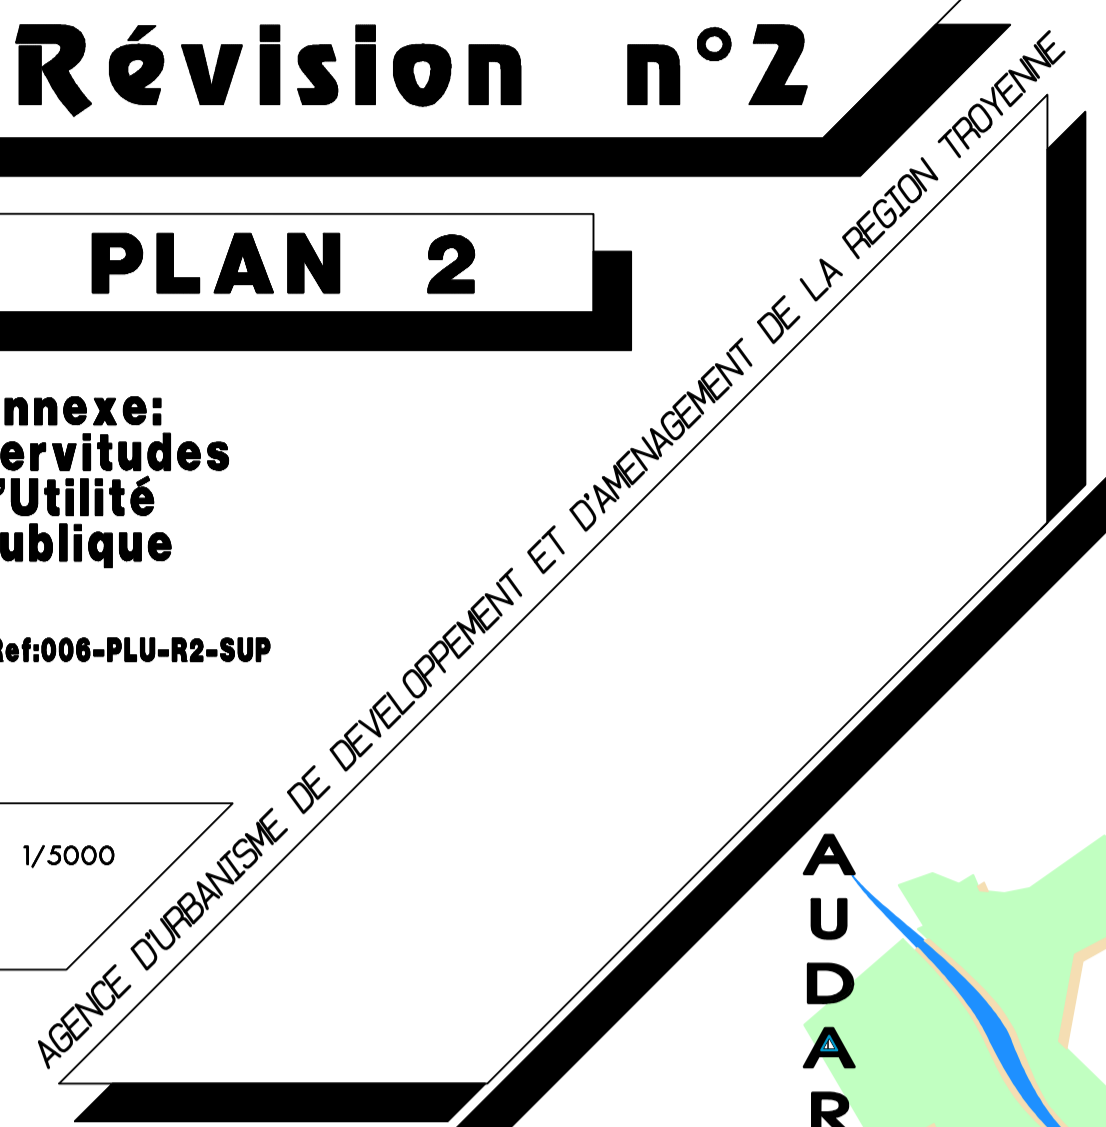 Révision n°2
PLAN 2
nnexe:
ervitudes
'Utilité
ublique
Ref:006-PLU-R2-SUP
1/5000
AGENCE D'URBANISME DE DEVELOPPEMENT ET D'AMENAGEMENT DE LA REGION TROYENNE
A
U
D
A
R